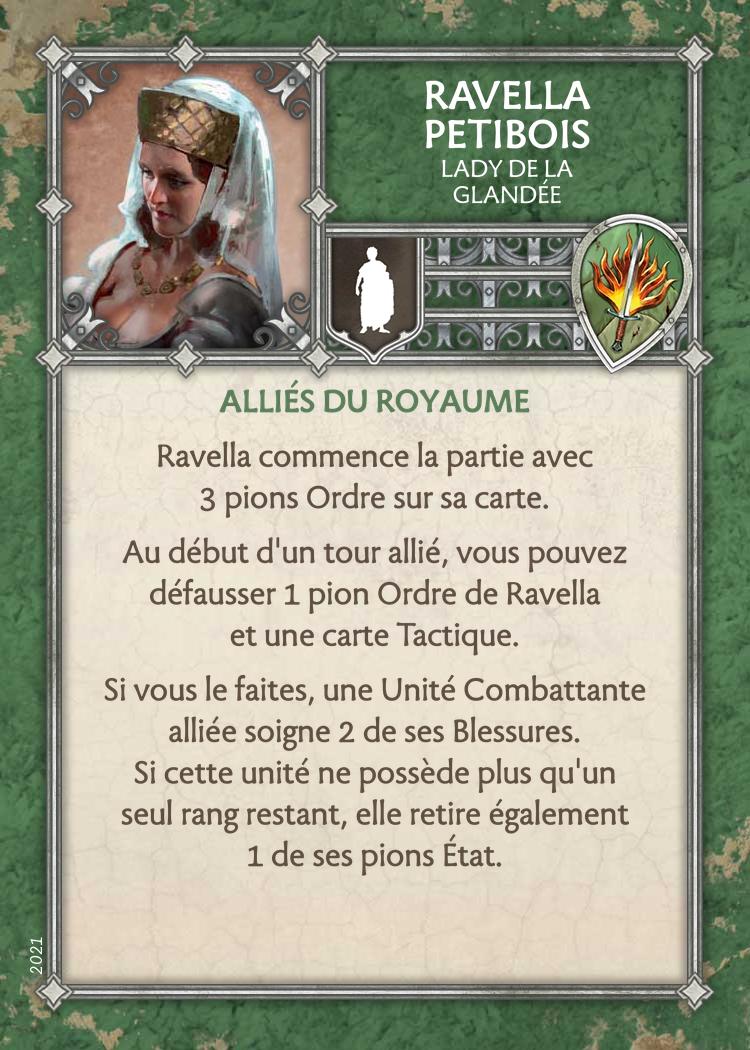 RAVELLA
PETIBOIS
LADY DE LA
GLANDÉE
ALLIÉS DU ROYAUME
Ravella commence la partie avec
3 pions Ordre sur sa carte.
Au début d'un tour allié, vous pouvez
défausser 1 pion Ordre de Ravella
et une carte Tactique.
Si vous le faites, une Unité Combattante
alliée soigne 2 de ses Blessures.
Si cette unité ne possède plus qu'un
seul rang restant, elle retire également
1 de ses pions État.
2021